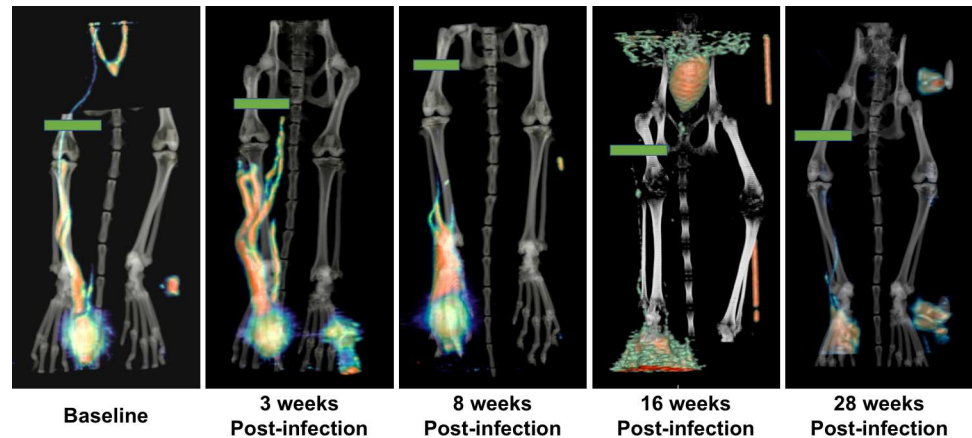 Baseline
3 weeks
Post-infection
8 weeks
Post-infection
16 weeks
Post-infection
28 weeks
Post-infection